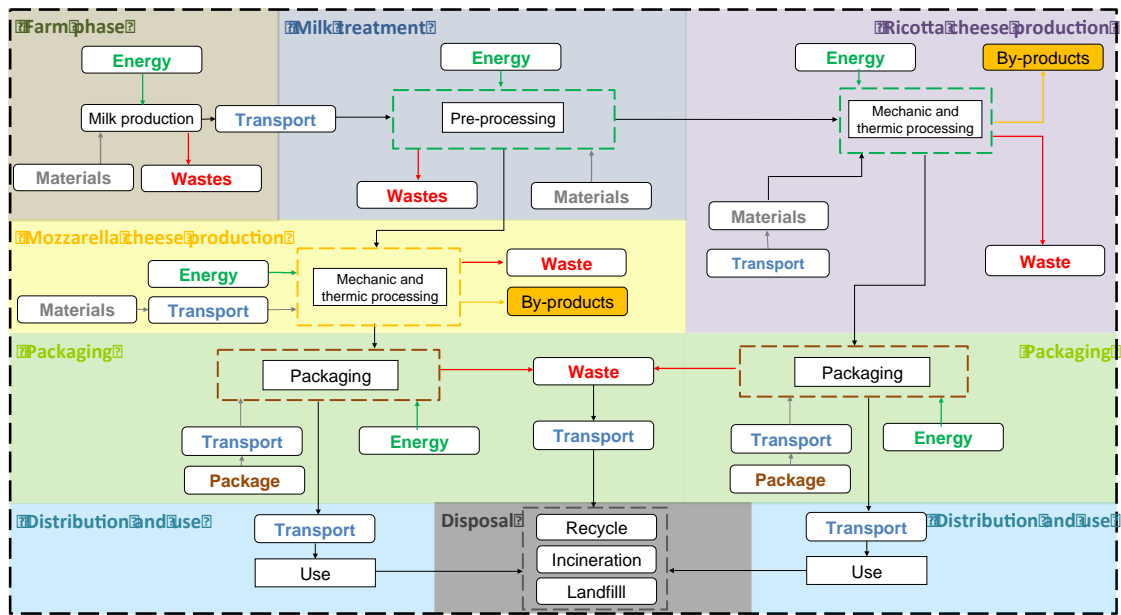 Farm phase
Milk treatment
Ricotta cheese production
Energy
Energy
Energy
By-products
Milk production
Transport
Pre-processing
Mechanic and
thermic processing
Materials
Wastes
Wastes
Materials
Materials
Transport
Waste
Mozzarella cheese production
Energy
Materials
Transport
Mechanic and
thermic processing
Waste
By-products
Packaging
Packaging
Packaging
Waste
Packaging
Transport
Energy
Transport
Transport
Energy
Package
Package
Distribution and use
Disposal
Distribution and use
Transport
Recycle
Transport
Use
Incineration
Use
Landfilll